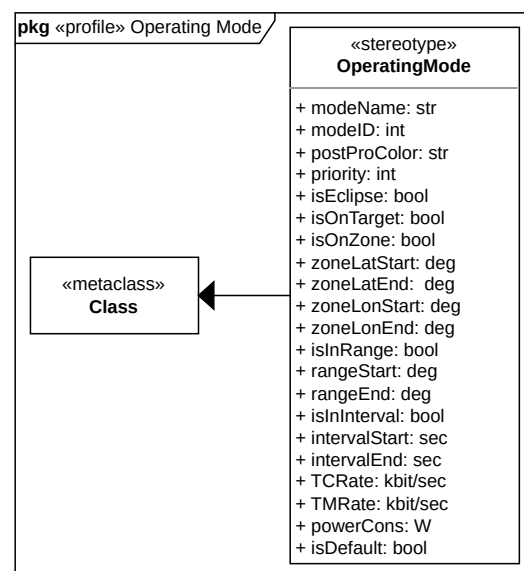 pkg «profile» Operating Mode
«stereotype»
OperatingMode
+ modeName: str
+ modeID: int
+ postProColor: str
+ priority: int
+ isEclipse: bool
+ isOnTarget: bool
+ isOnZone: bool
+ zoneLatStart: deg
+ zoneLatEnd:  deg
+ zoneLonStart: deg
+ zoneLonEnd: deg
+ isInRange: bool
+ rangeStart: deg
+ rangeEnd: deg
+ isInInterval: bool
+ intervalStart: sec
+ intervalEnd: sec
+ TCRate: kbit/sec
+ TMRate: kbit/sec
+ powerCons: W
+ isDefault: bool
«metaclass»
Class